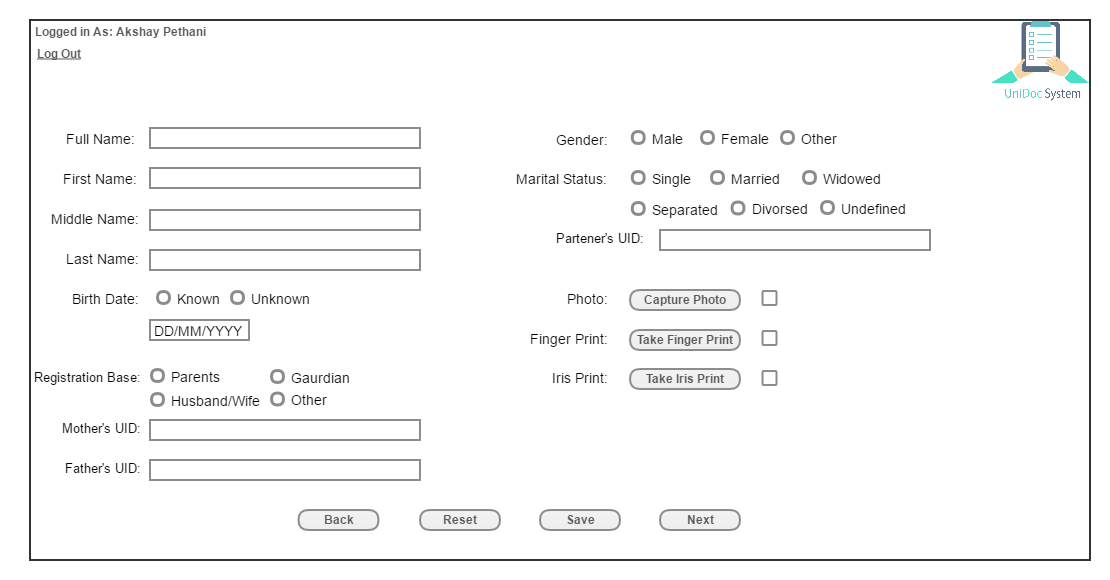 Logged in As: Akshay Pethani
Log Out
UniDoc System
Full Name:
First Name:
Middle Name:
Last Name:
Birth Date: Known Unknown
DD/MM/YYYY
Registration Base: Parents Gaurdian
Husband/Wife Other
Mother's UID:
Father's UID:
Gender: Male Female Other
Marital Status: Single Married Widowed
Separated Divorsed Undefined
Partener's UID:
Photo: Capture Photo
Finger Print: Take Finger Print
Iris Print: Take Iris Print
Back Reset Save Next